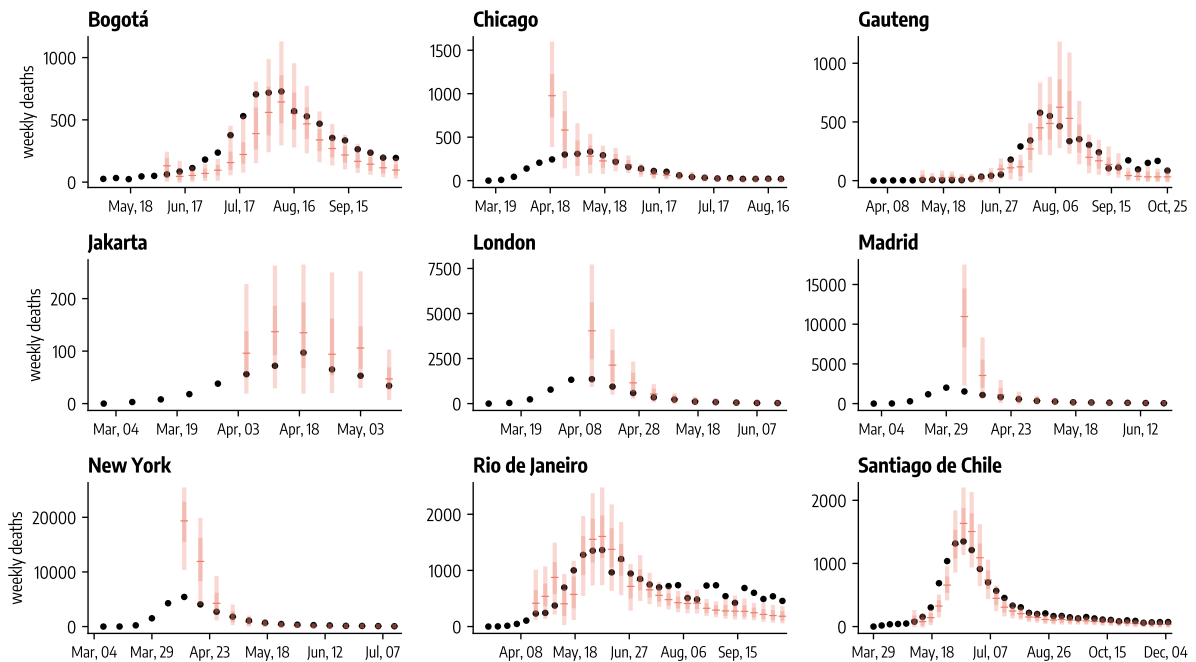 Bogotá
weekly deaths
1000
500
0
May, 18 Jun, 17 Jul, 17 Aug, 16 Sep, 15
Chicago
1500
1000
500
0
Mar, 19 Apr, 18 May, 18 Jun, 17 Jul, 17 Aug, 16
Gauteng
1000
500
0
Apr, 08 May, 18 Jun, 27 Aug, 06 Sep, 15 Oct, 25
Jakarta
weekly deaths
200
100
0
Mar, 04 Mar, 19 Apr, 03 Apr, 18 May, 03
London
7500
5000
2500
0
Mar, 19 Apr, 08 Apr, 28 May, 18 Jun, 07
Madrid
15000
10000
5000
0
Mar, 04 Mar, 29 Apr, 23 May, 18 Jun, 12
New York
weekly deaths
20000
10000
0
Mar, 04 Mar, 29 Apr, 23 May, 18 Jun, 12 Jul, 07
Rio de Janeiro
2000
1000
0
Apr, 08 May, 18 Jun, 27 Aug, 06 Sep, 15
Santiago de Chile
2000
1000
0
Mar, 29 May, 18 Jul, 07 Aug, 26 Oct, 15 Dec, 04